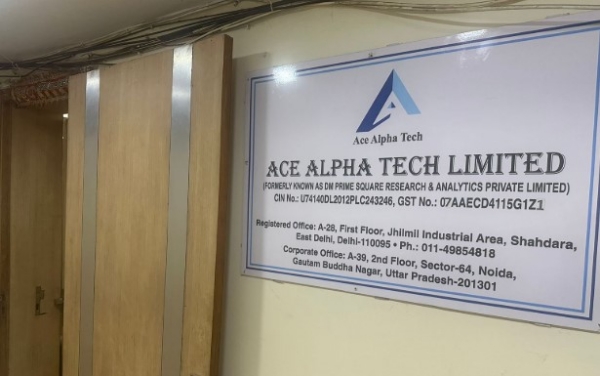 Ace Alpha Tech
ACE ALPHA TECH LIMITED
(FORMERLY KNOWN AS DM PRIME SQUARE RESEARCH & ANALYTICS PRIVATE LIMITED)
CIN No.: U74140DL2012PLC243246, GST No.: 07AAECD4115G1Z1
Registered Office: A-28, First Floor, Jhilmil Industrial Area, Shahdara,
East Delhi, Delhi-110095 • Ph.: 011-49854818
Corporate Office: A-39, 2nd Floor, Sector-64, Noida,
Gautam Buddha Nagar, Uttar Pradesh-201301